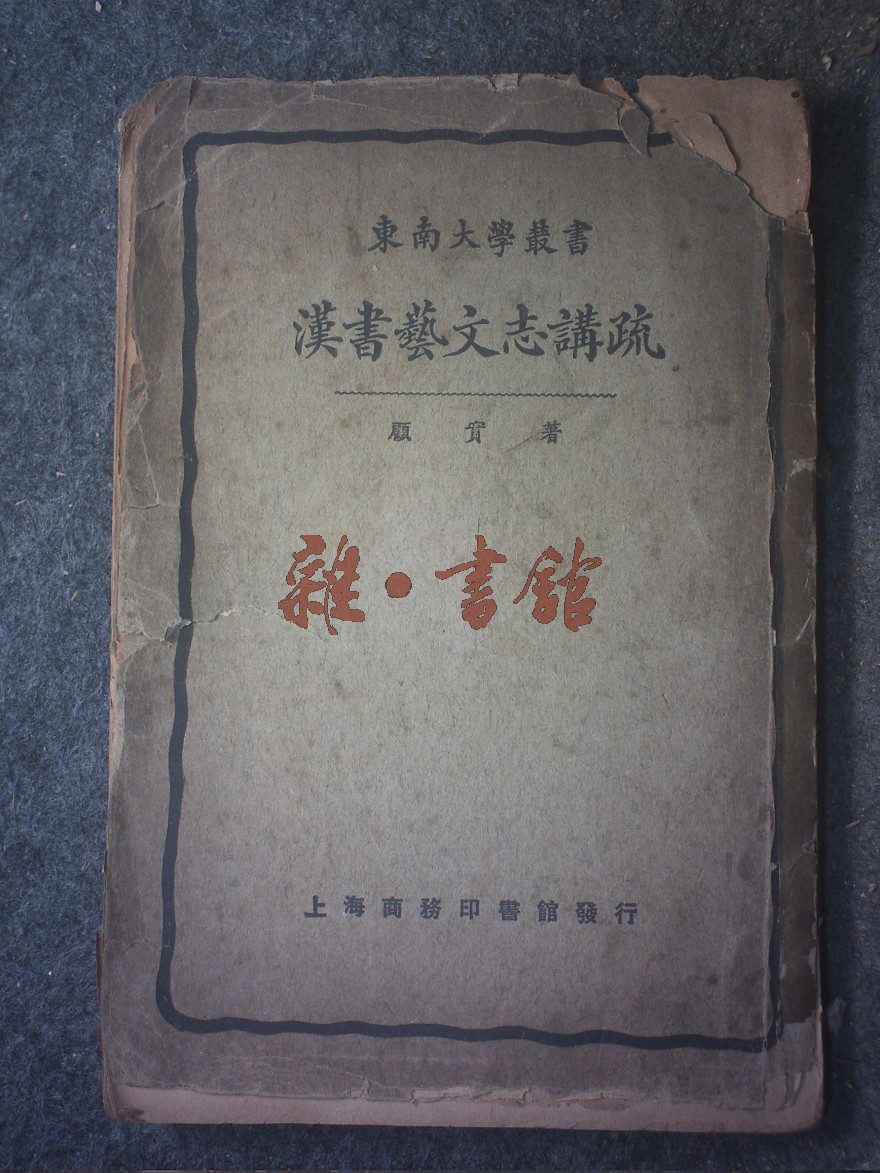 東南大學叢書
漢書藝文志講疏
顧實著
雜·書館
上海商務印書館發行